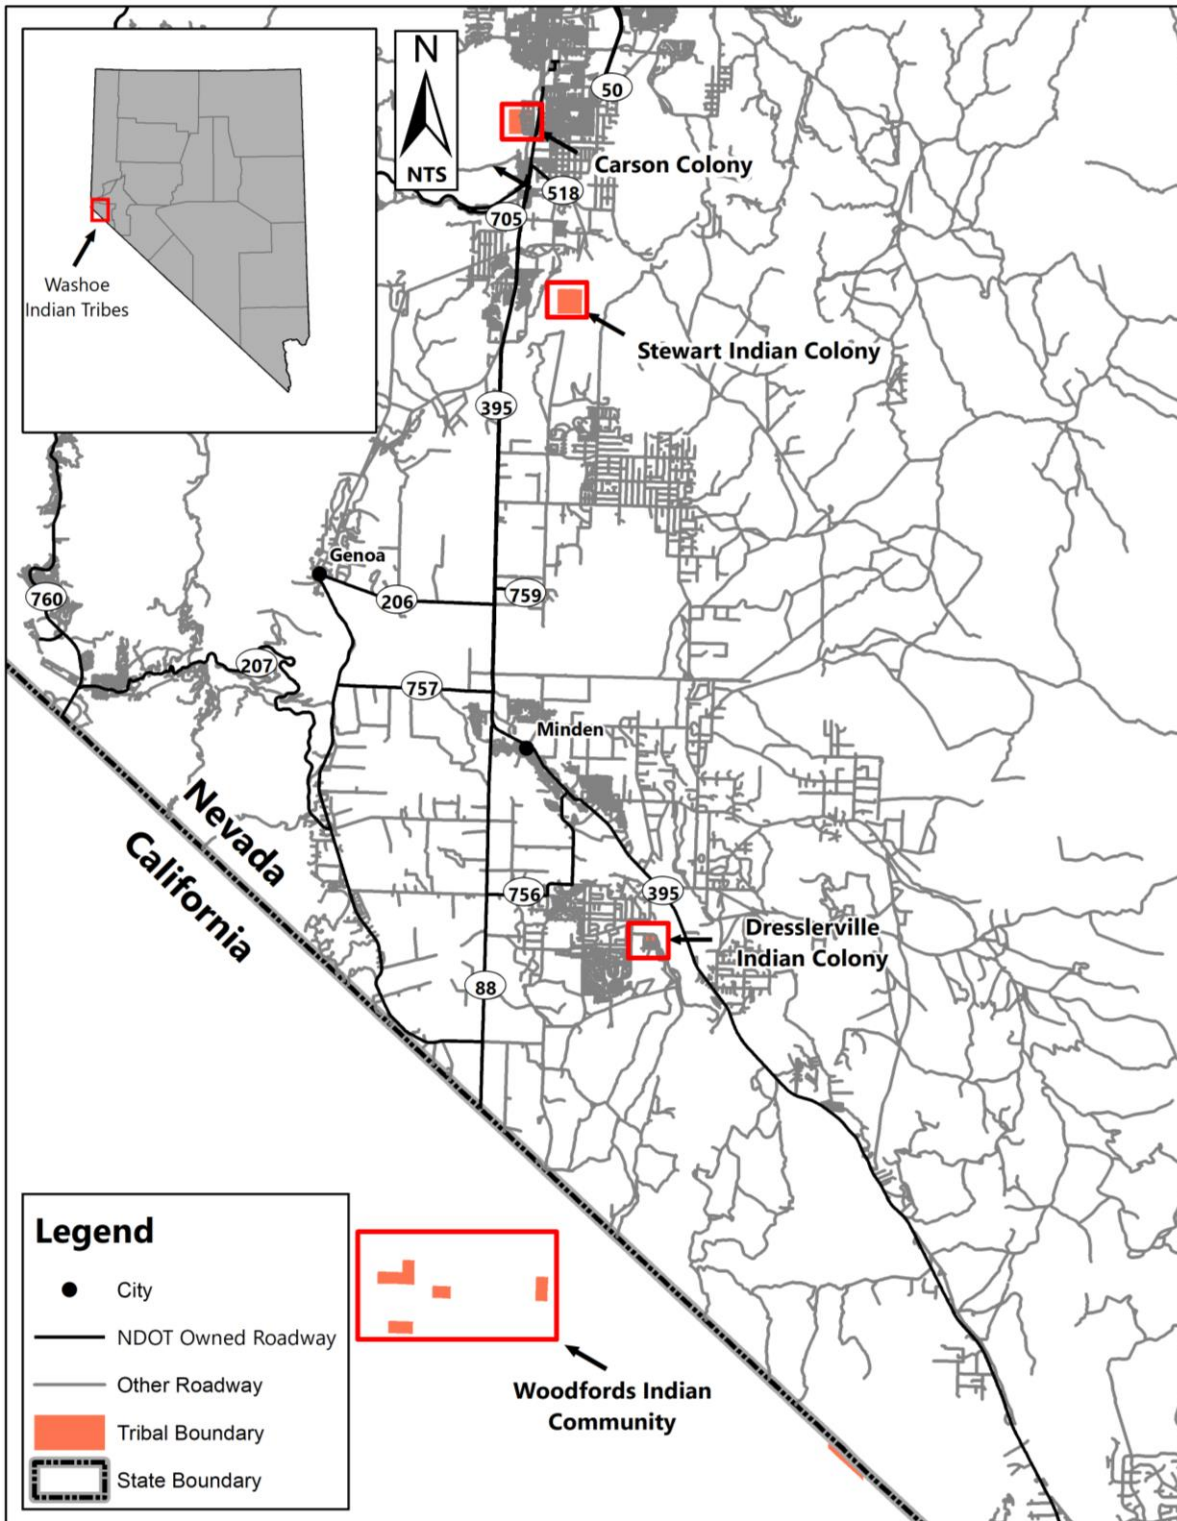 N
NTS
50
Carson Colony
518
705
Washoe
Indian Tribes
Stewart Indian Colony
395
Genoa
760
206
759
207
757
Minden
Nevada
California
756
395
Dresslerville
Indian Colony
88
Legend
City
NDOT Owned Roadway
Other Roadway
Tribal Boundary
State Boundary
Woodfords Indian
Community